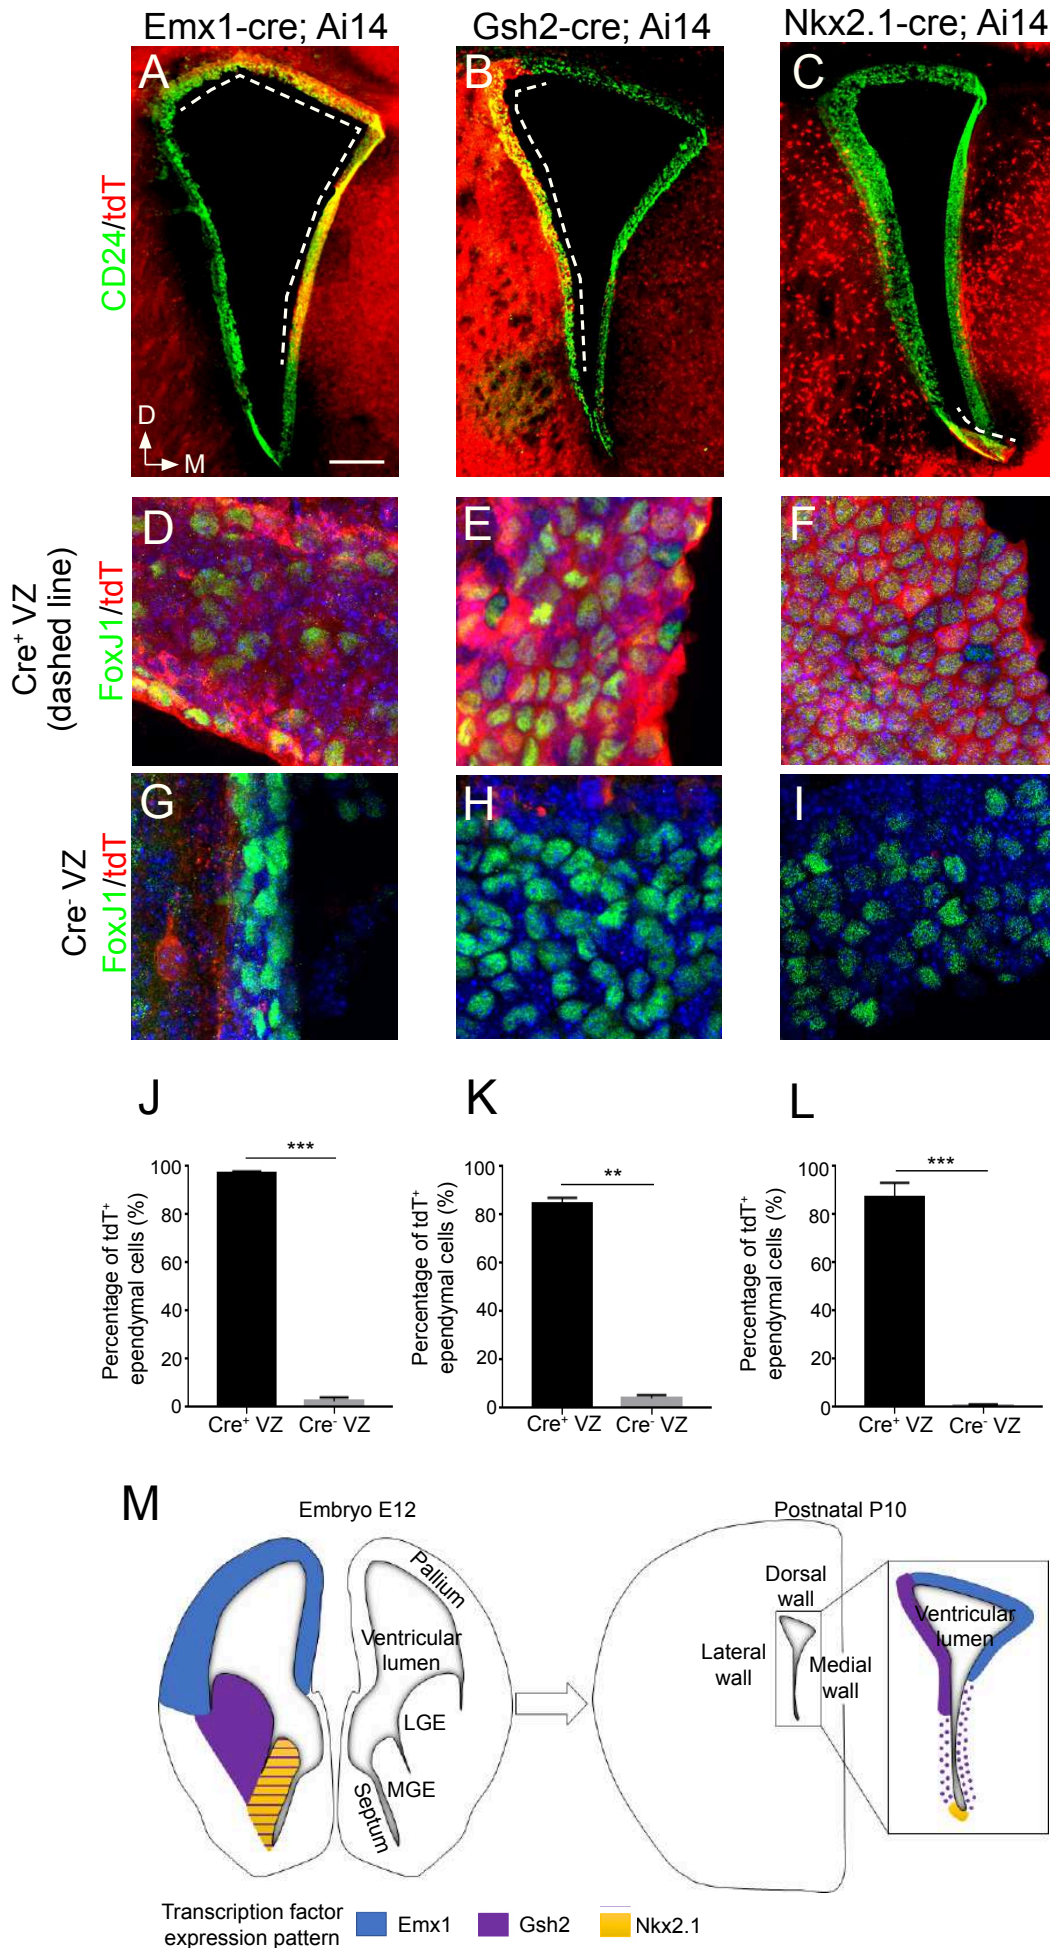 Emx1-cre; Ai14
Gsh2-cre; Ai14
Nkx2.1-cre; Ai14
CD24/tdT
A
B
C
D
M
Cre⁺ VZ
(dashed line)
FoxJ1/tdT
D
E
F
Cre⁻ VZ
FoxJ1/tdT
G
H
I
J
Percentage of tdT⁺
ependymal cells (%)
100
80
60
40
20
0
***
Cre⁺ VZ
Cre⁻ VZ
K
Percentage of tdT⁺
ependymal cells (%)
100
80
60
40
20
0
**
Cre⁺ VZ
Cre⁻ VZ
L
Percentage of tdT⁺
ependymal cells (%)
100
80
60
40
20
0
***
Cre⁺ VZ
Cre⁻ VZ
M
Embryo E12
Pallium
Ventricular
lumen
LGE
MGE
Septum
Postnatal P10
Dorsal
wall
Lateral
wall
Medial
wall
Ventricular
lumen
Transcription factor
expression pattern
Emx1
Gsh2
Nkx2.1